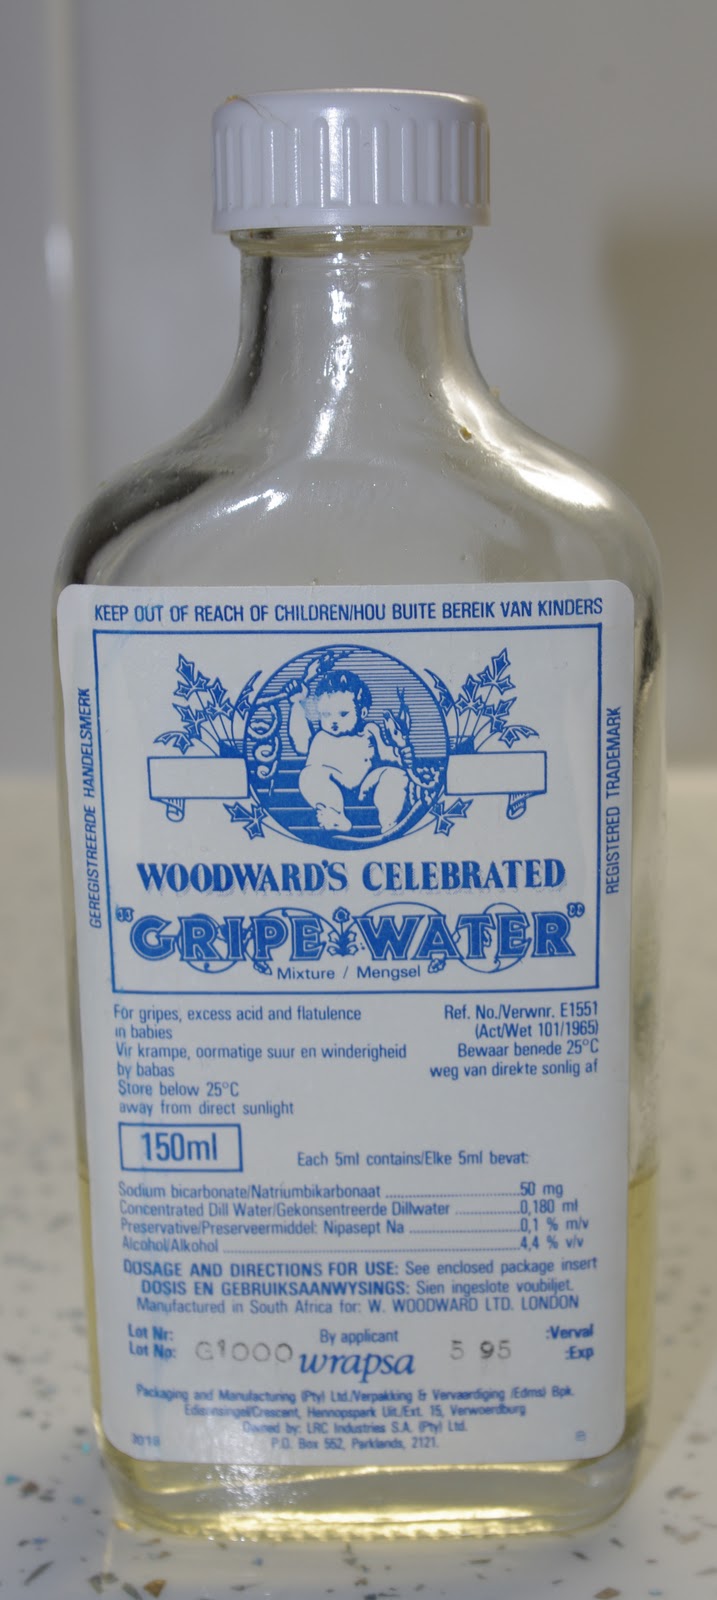 KEEP OUT OF REACH OF CHILDREN/HOU BUITE BEREIK VAN KINDERS
GEREGISTREERDE HANDELSMERK
REGISTERED TRADEMARK
WOODWARD'S CELEBRATED
"GRIPE WATER"
Mixture / Mengsel
For gripes, excess acid and flatulence
in babies
Vir krampe, oormatige suur en winderigheid
by babas
Store below 25°C
away from direct sunlight
Ref. No./Verwnr. E1551
(Act/Wet 101/1965)
Bewaar benede 25°C
weg van direkte sonlig af
150ml
Each 5ml contains/Elke 5ml bevat:
Sodium bicarbonate/Natriumbikarbonaat ........................50 mg
Concentrated Dill Water/Gekonsentreerde Dillwater ............0,180 ml
Preservative/Preserveermiddel: Nipasept Na ....................0,1 % m/v
Alcohol/Alkohol ......................................................4,4 % v/v
DOSAGE AND DIRECTIONS FOR USE: See enclosed package insert
DOSIS EN GEBRUIKSAANWYSINGS: Sien ingeslote voubiljet.
Manufactured in South Africa for: W. WOODWARD LTD. LONDON
Lot Nr:
Lot No: G1000
By applicant
wrapsa
5 95
:Verval
:Exp
Packaging and Manufacturing (Pty) Ltd./Verpakking & Vervaardiging (Edms) Bpk.
Edisonsingel/Crescent, Hennopspark Uit./Ext. 15, Verwoerdburg
Owned by: LRC Industries S.A. (Pty) Ltd.
P.O. Box 552, Parklands, 2121.